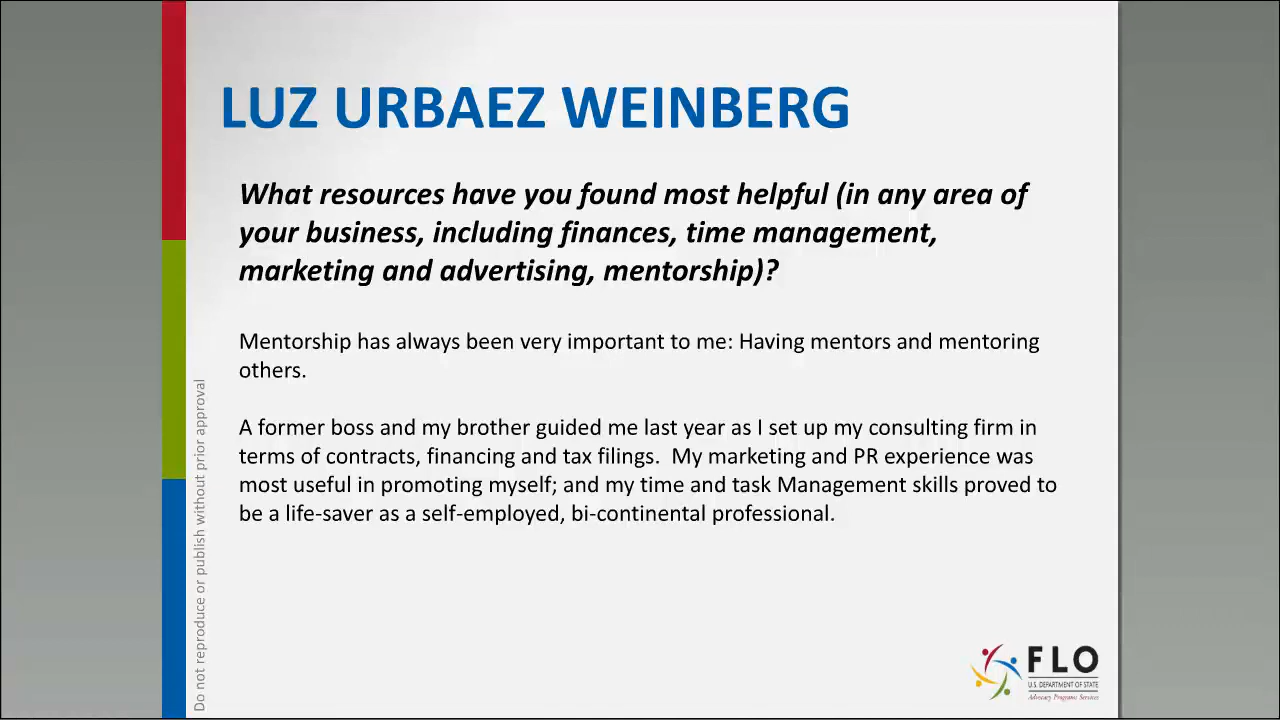 LUZ URBAEZ WEINBERG
What resources have you found most helpful (in any area of
your business, including finances, time management,
marketing and advertising, mentorship)?
Mentorship has always been very important to me: Having mentors and mentoring
others.
A former boss and my brother guided me last year as I set up my consulting firm in
terms of contracts, financing and tax filings.  My marketing and PR experience was
most useful in promoting myself; and my time and task Management skills proved to
be a life-saver as a self-employed, bi-continental professional.
Do not reproduce or publish without prior approval
FLO
U.S. DEPARTMENT OF STATE
Advocacy Programs Services